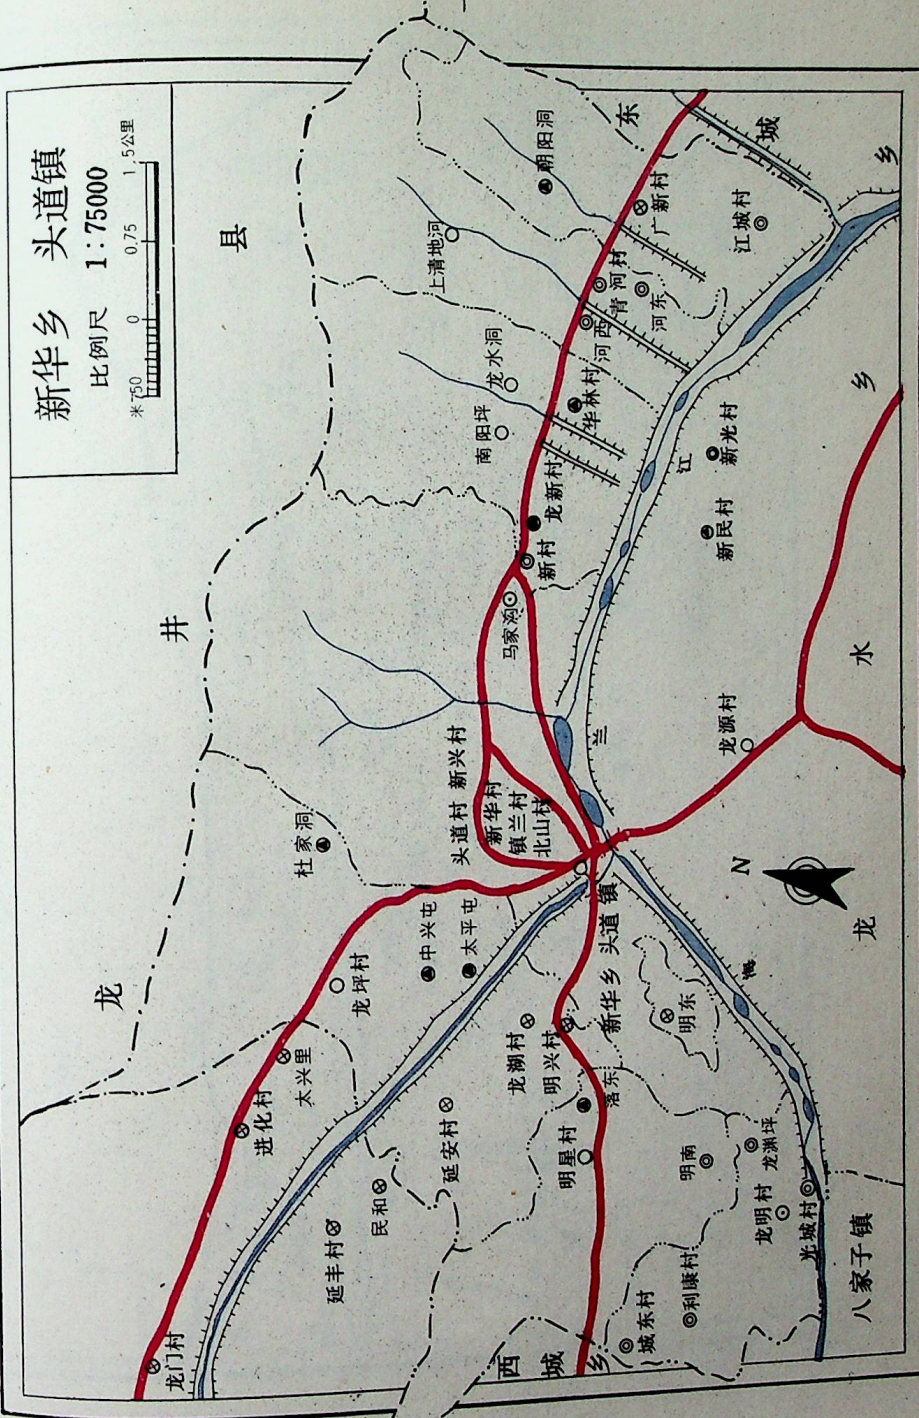 新华乡 头道镇
比例尺 1:75000
米750 0 0.75 1.5公里
龙
井
县
东
城
乡
朝阳洞
广新村
江城村
上清地河
青河村
河东
河西
龙水洞
南阳坪
华林村
龙新村
新村
马家沟
江
新光村
新民村
乡
水
龙
兰
龙源村
新兴村
头道村
新华村
镇兰村
北山村
杜家洞
中兴屯
太平屯
龙坪村
头道镇
新华乡
N
海
明东
龙湖村
明兴村
太兴里
进化村
落东
延安村
明星村
明南
龙渊坪
民和
延丰村
龙明村
光城村
八家子镇
利康村
城东村
龙门村
西
城
乡